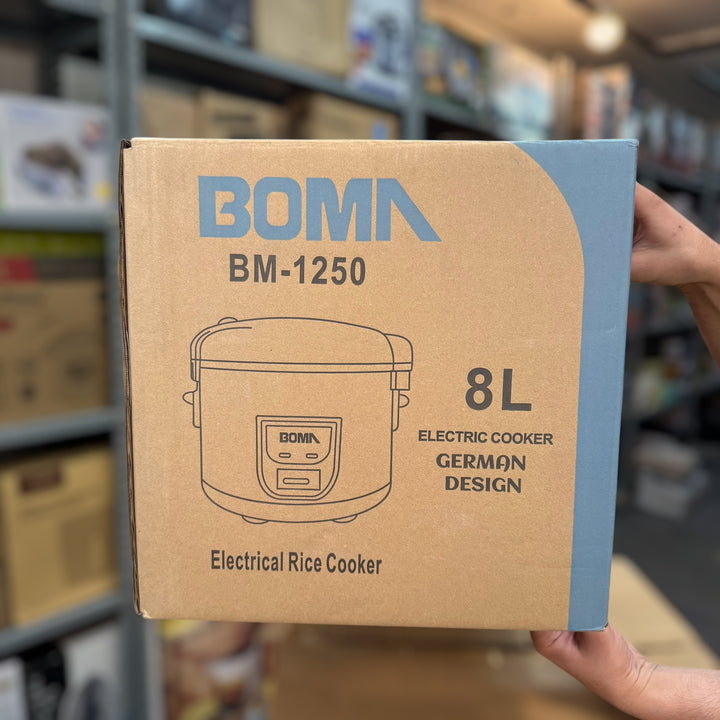 BOMA
BM-1250
BOMA
8L
ELECTRIC COOKER
GERMAN
DESIGN
Electrical Rice Cooker